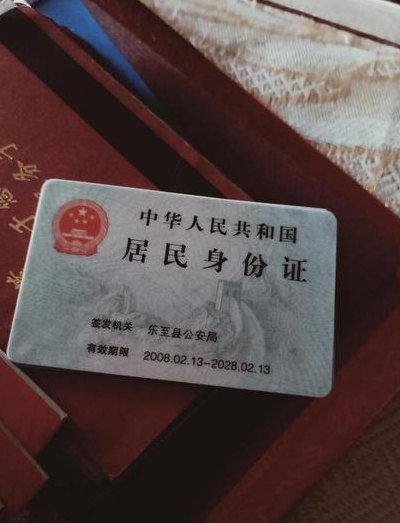 中华人民共和国
居民身份证
签发机关 乐至县公安局
有效期限 2008.02.13-2028.02.13